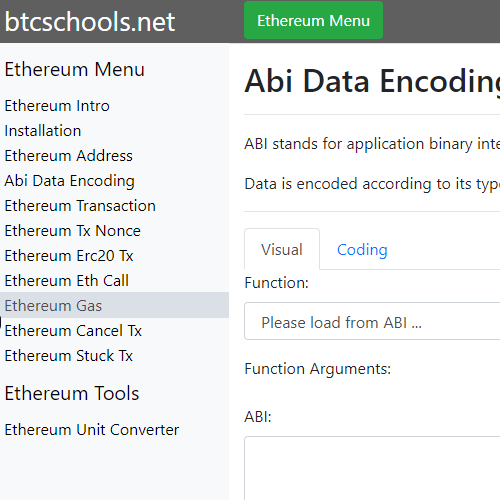 btcschools.net
Ethereum Menu
Ethereum Menu
Ethereum Intro
Installation
Ethereum Address
Abi Data Encoding
Ethereum Transaction
Ethereum Tx Nonce
Ethereum Erc20 Tx
Ethereum Eth Call
Ethereum Gas
Ethereum Cancel Tx
Ethereum Stuck Tx
Ethereum Tools
Ethereum Unit Converter
Abi Data Encoding
ABI stands for application binary inte
Data is encoded according to its typ
Visual
Coding
Function:
Please load from ABI ...
Function Arguments:
ABI: